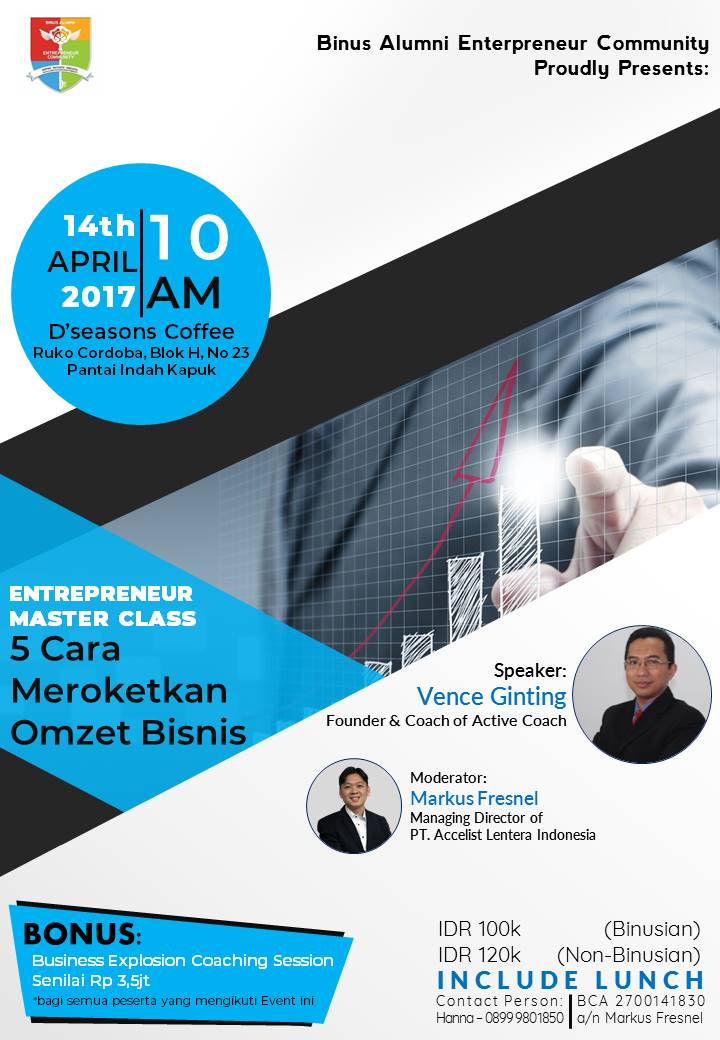 BINUS ALUMNI
ENTREPRENEUR
COMMUNITY
Binus Alumni Enterpreneur Community
Proudly Presents:
14th
APRIL
2017
10
AM
D'seasons Coffee
Ruko Cordoba, Blok H, No 23
Pantai Indah Kapuk
ENTREPRENEUR
MASTER CLASS
5 Cara
Meroketkan
Omzet Bisnis
Speaker:
Vence Ginting
Founder & Coach of Active Coach
Moderator:
Markus Fresnel
Managing Director of
PT. Accelist Lentera Indonesia
BONUS:
Business Explosion Coaching Session
Senilai Rp 3,5jt
*bagi semua peserta yang mengikuti Event ini
IDR 100k (Binusian)
IDR 120k (Non-Binusian)
INCLUDE LUNCH
Contact Person:
Hanna – 08999801850
BCA 2700141830
a/n Markus Fresnel